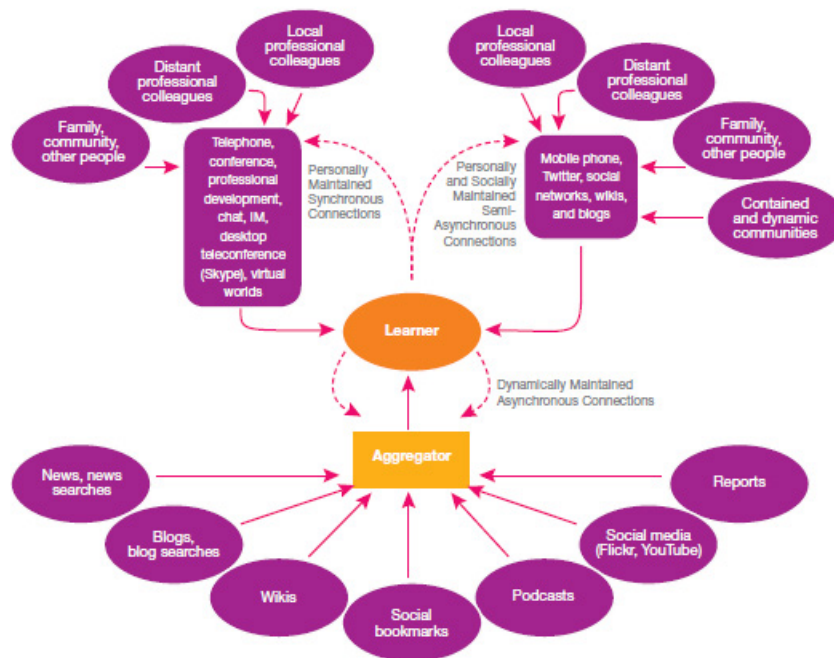 Local
professional
colleagues
Distant
professional
colleagues
Family,
community,
other people
Telephone,
conference,
professional
development,
chat, IM,
desktop
teleconference
(Skype), virtual
worlds
Personally
Maintained
Synchronous
Connections
Local
professional
colleagues
Distant
professional
colleagues
Family,
community,
other people
Contained
and dynamic
communities
Mobile phone,
Twitter, social
networks, wikis,
and blogs
Personally
and Socially
Maintained
Semi-
Asynchronous
Connections
Learner
Dynamically Maintained
Asynchronous Connections
Aggregator
News, news
searches
Blogs,
blog searches
Wikis
Social
bookmarks
Podcasts
Social media
(Flickr, YouTube)
Reports